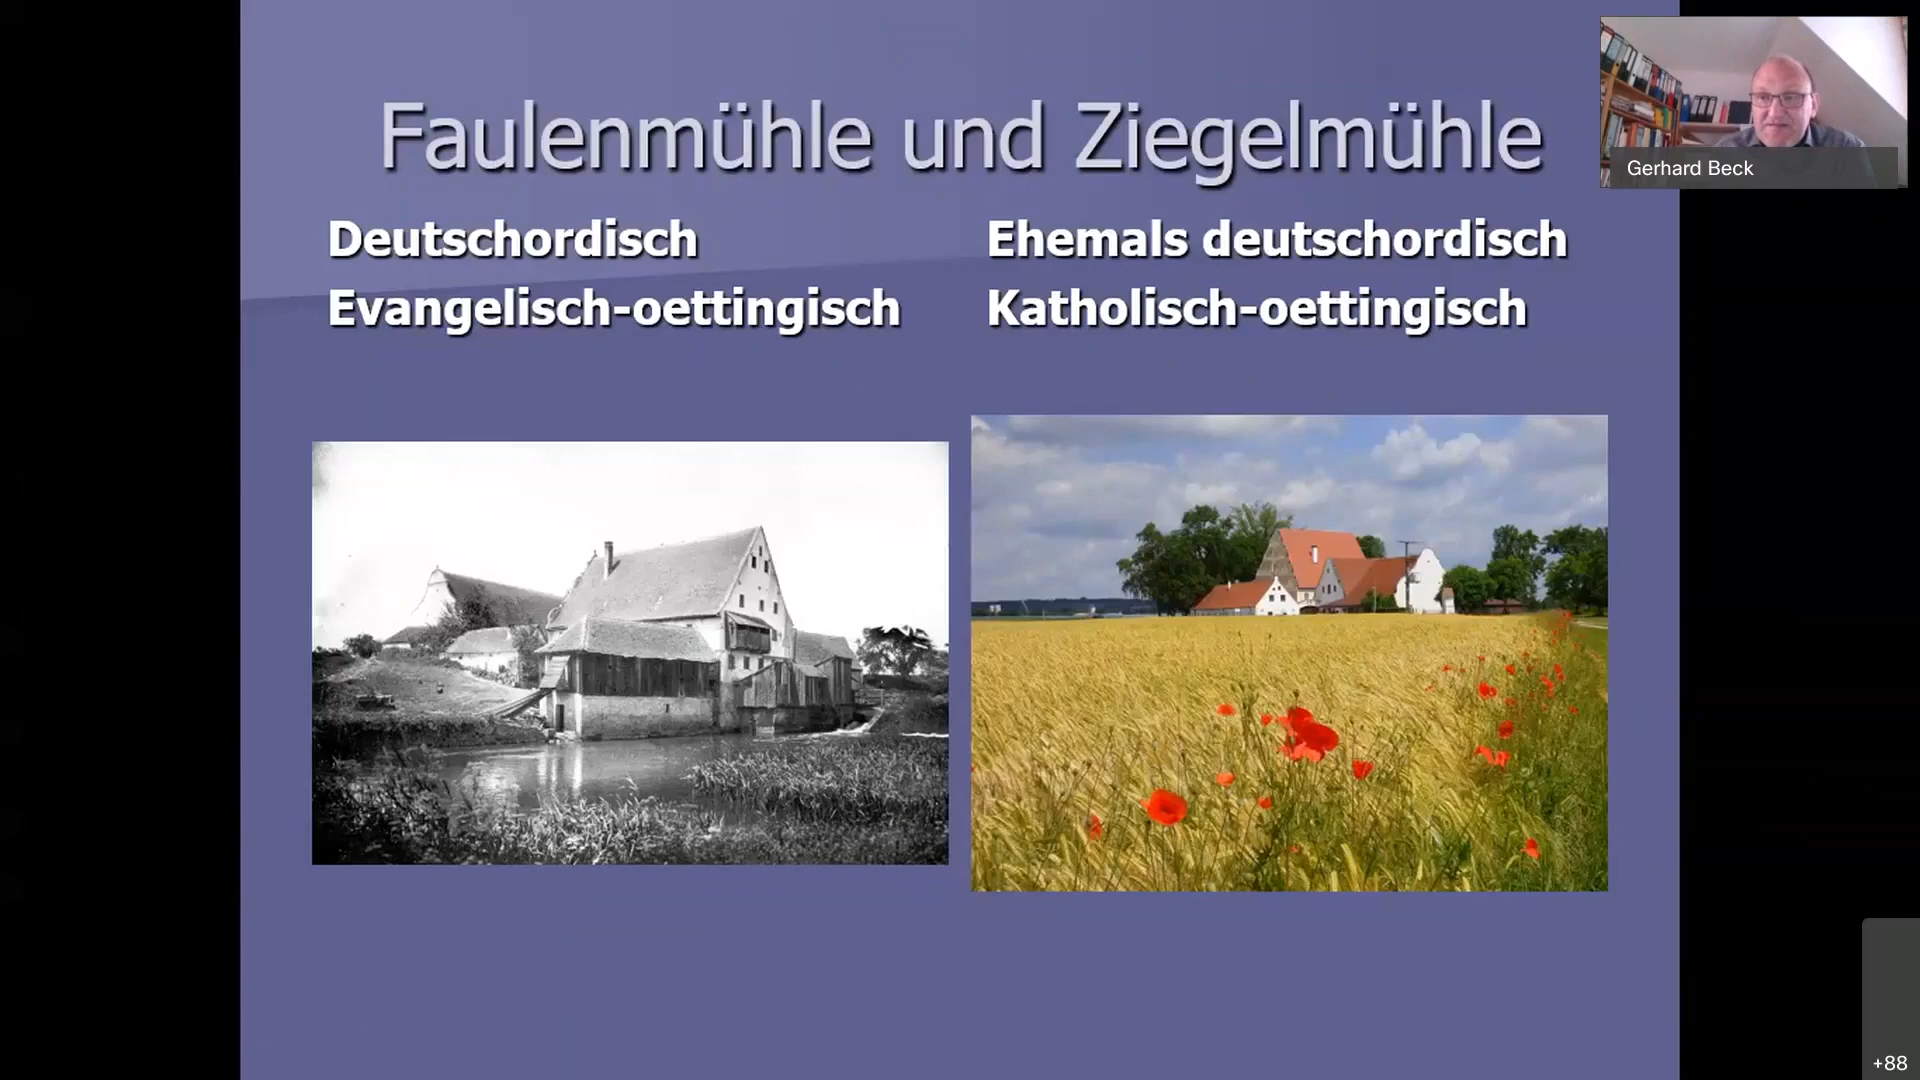 Faulenmühle und Ziegelmühle
Deutschordisch
Evangelisch-oettingisch
Ehemals deutschordisch
Katholisch-oettingisch
Gerhard Beck
+88